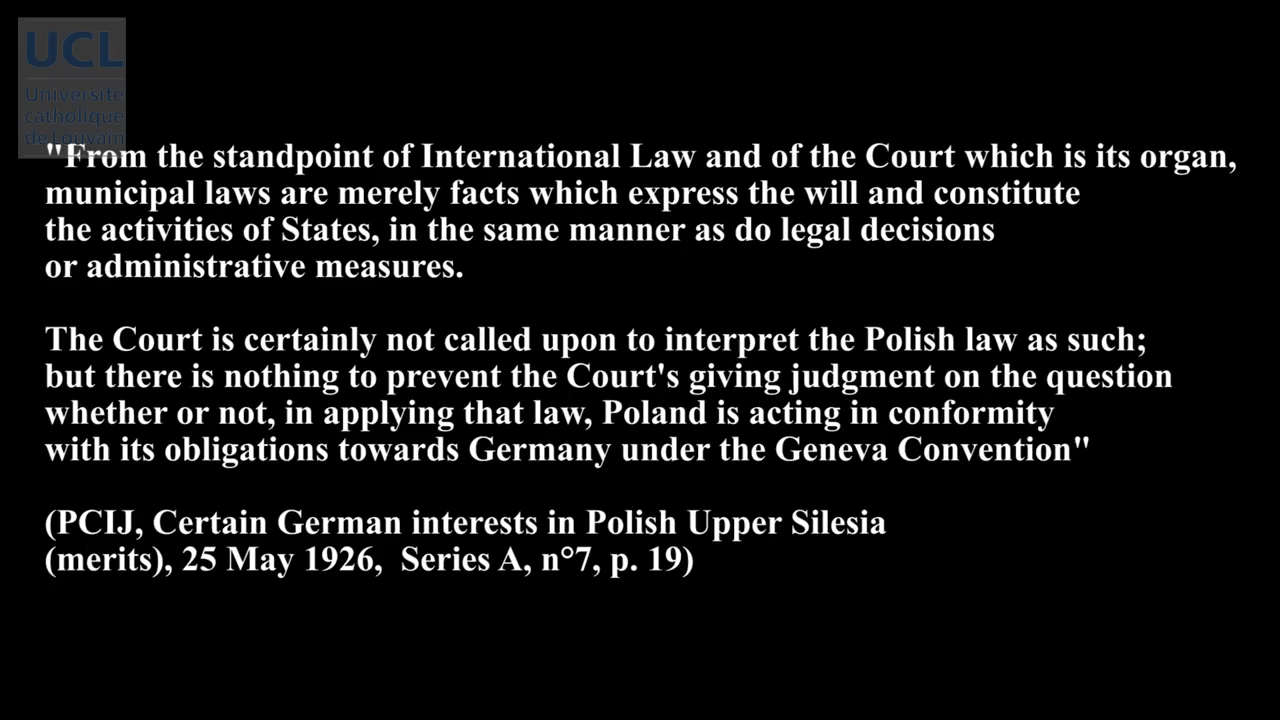 UCL
Université
catholique
de Louvain
"From the standpoint of International Law and of the Court which is its organ,
municipal laws are merely facts which express the will and constitute
the activities of States, in the same manner as do legal decisions
or administrative measures.
The Court is certainly not called upon to interpret the Polish law as such;
but there is nothing to prevent the Court's giving judgment on the question
whether or not, in applying that law, Poland is acting in conformity
with its obligations towards Germany under the Geneva Convention"
(PCIJ, Certain German interests in Polish Upper Silesia
(merits), 25 May 1926, Series A, n°7, p. 19)